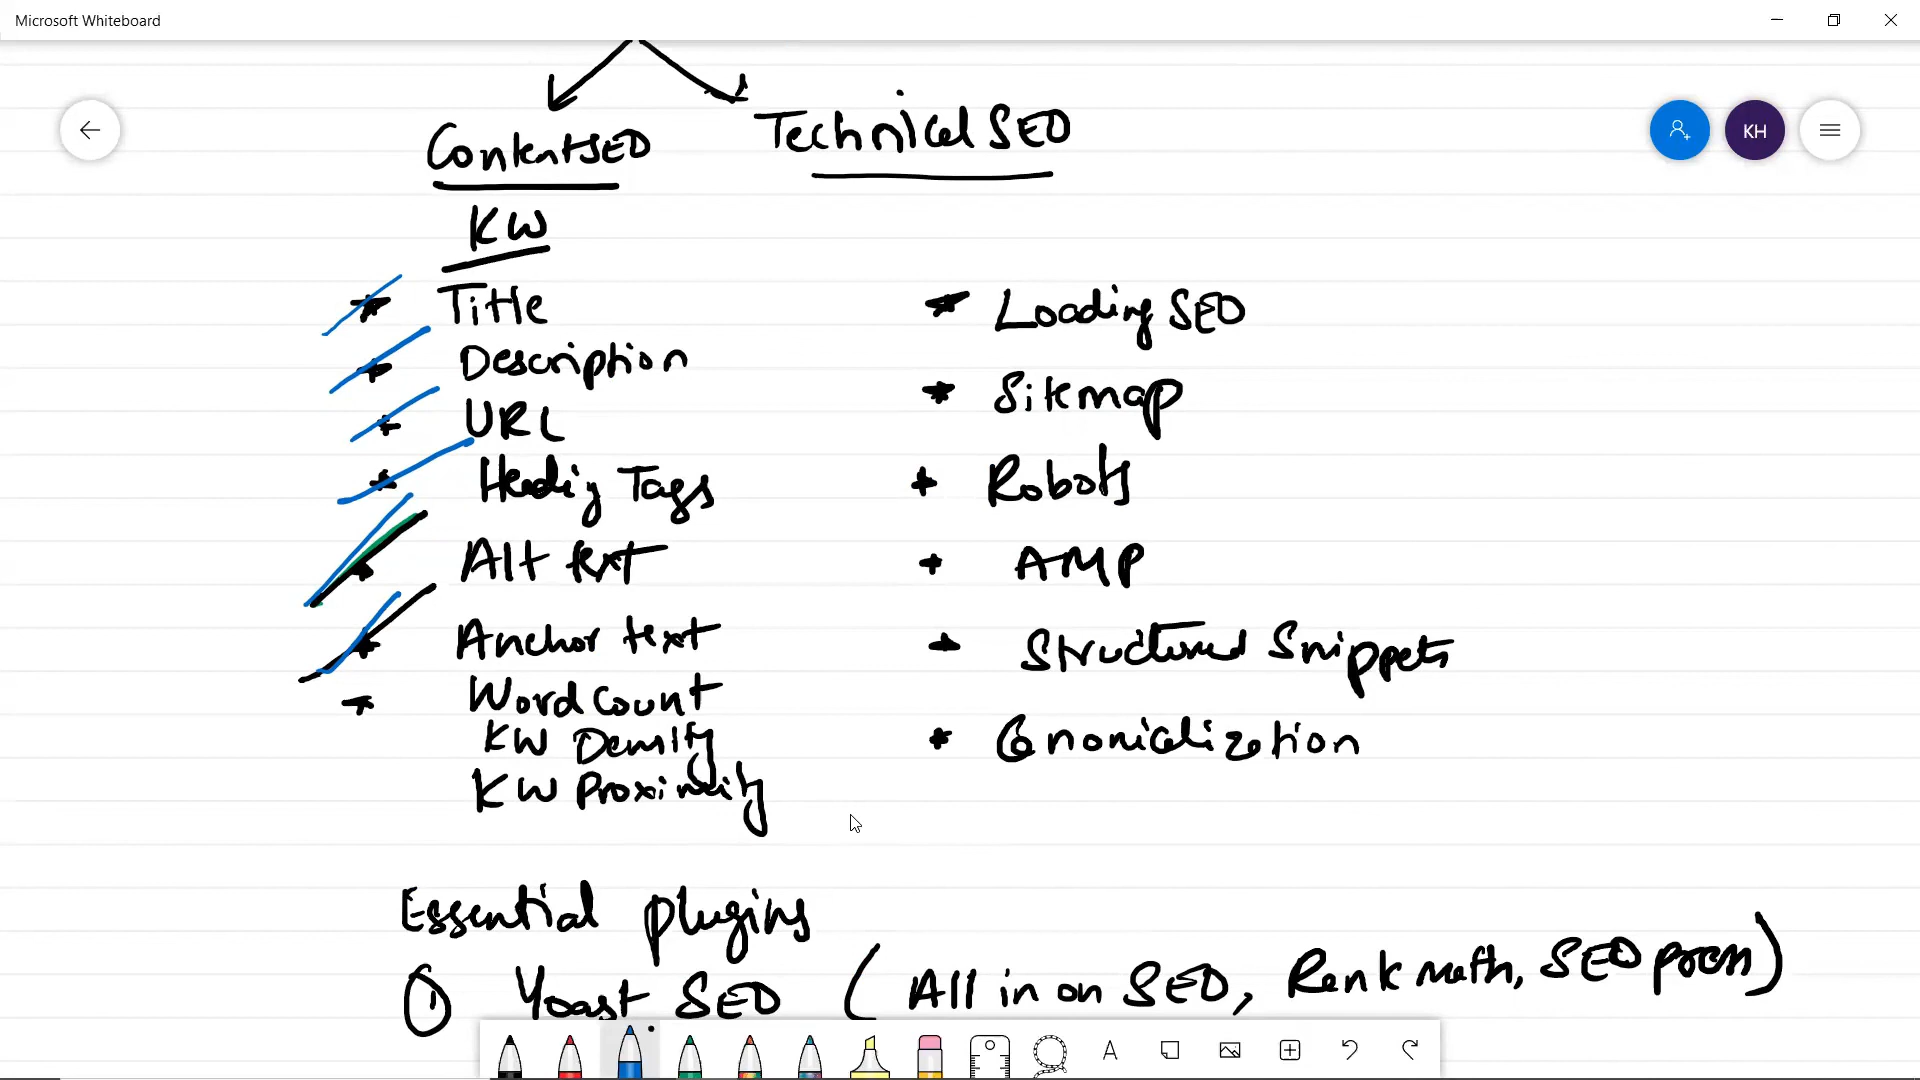 Microsoft Whiteboard
KH
Content SEO
Technical SEO
KW
* Title
* Description
* URL
* Heading Tags
* Alt text
* Anchor text
* Word Count
KW Density
KW Proximity
* Loading SEO
* Sitemap
* Robots
* AMP
* Structured Snippets
* Canonicalization
Essential plugins
① Yoast SEO ( All in on SEO, Rank math, SEO press)
A